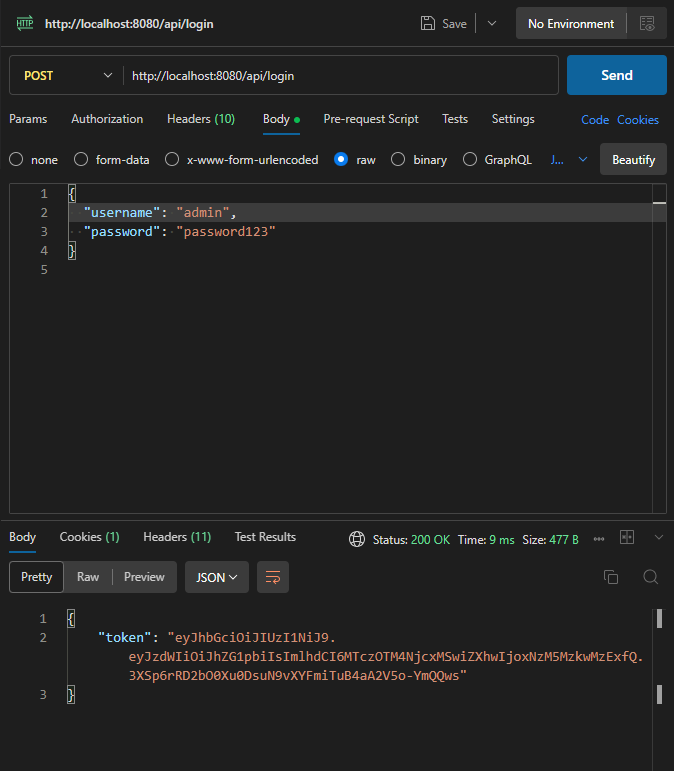 HTTP http://localhost:8080/api/login Save No Environment
POST http://localhost:8080/api/login Send
Params Authorization Headers (10) Body Pre-request Script Tests Settings Code Cookies
none form-data x-www-form-urlencoded raw binary GraphQL J... Beautify
1 {
2 "username": "admin",
3 "password": "password123"
4 }
5
Body Cookies (1) Headers (11) Test Results Status: 200 OK Time: 9 ms Size: 477 B
Pretty Raw Preview JSON
1 {
2 "token": "eyJhbGciOiJIUzI1NiJ9.
eyJzdWIiOiJhZG1pbiIsImlhdCI6MTczOTM4NjcxMSwiZXhwIjoxNzM5MzkwMzExfQ.
3XSp6rRD2bO0Xu0DsuN9vXYFmiTuB4aA2V5o-YmQQws"
3 }